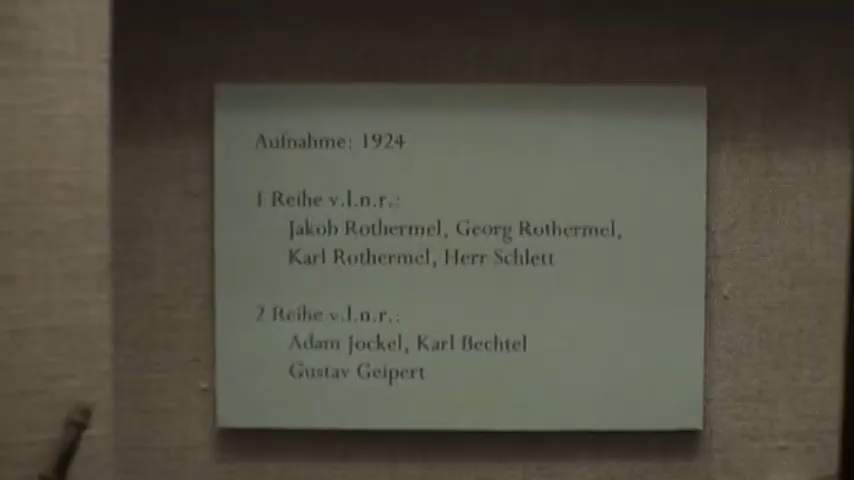 Aufnahme: 1924
1 Reihe v.l.n.r.:
Jakob Rothermel, Georg Rothermel,
Karl Rothermel, Herr Schlett
2 Reihe v.l.n.r.:
Adam Jockel, Karl Bechtel
Gustav Geipert